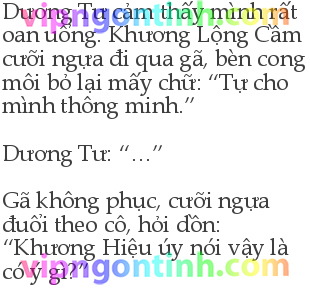 Dương Tư cảm thấy mình rất
oan uổng. Khương Lộng Cầm
cưỡi ngựa đi qua gã, bèn cong
môi bỏ lại mấy chữ: “Tự cho
mình thông minh.”
Dương Tư: “…”
Gã không phục, cưỡi ngựa
đuổi theo cô, hỏi dồn:
“Khương Hiệu úy nói vậy là
có ý gì?”
vipngontinh.com
vipngontinh.com